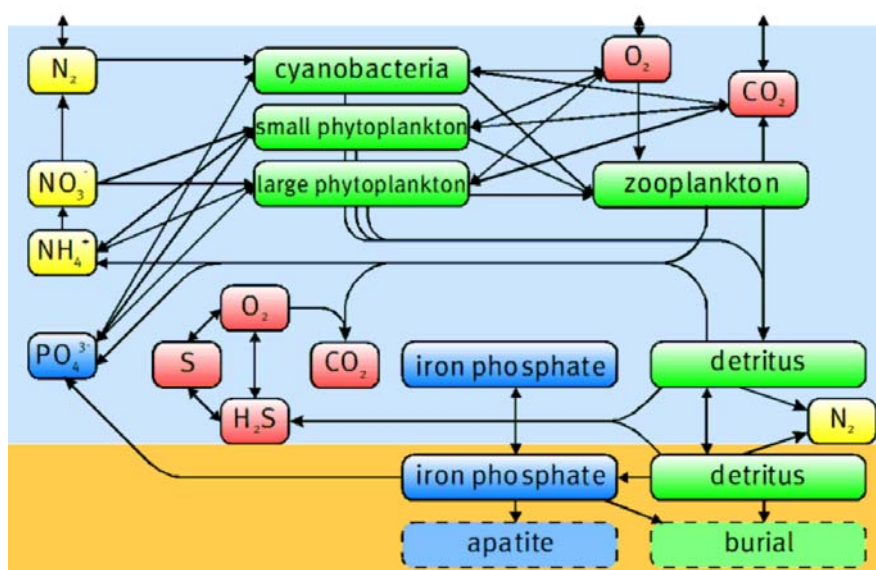 N₂
cyanobacteria
O₂
CO₂
small phytoplankton
NO₃⁻
large phytoplankton
zooplankton
NH₄⁺
O₂
PO₄³⁻
S
CO₂
iron phosphate
detritus
H₂S
N₂
iron phosphate
detritus
apatite
burial